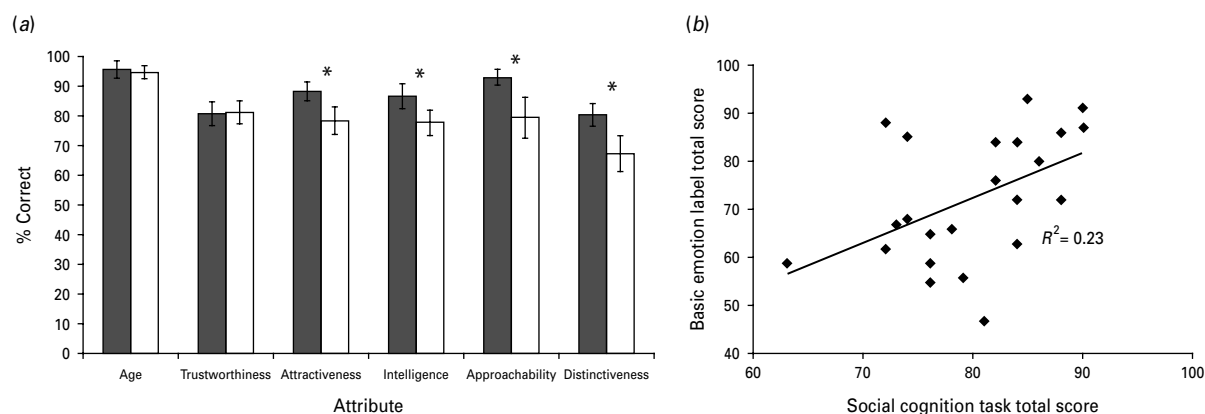 (a)
100
90
80
70
60
50
40
30
20
10
0
% Correct
* * * *
Age Trustworthiness Attractiveness Intelligence Approachability Distinctiveness
Attribute
(b)
100
90
80
70
60
50
40
Basic emotion label total score
R² = 0.23
60 70 80 90 100
Social cognition task total score